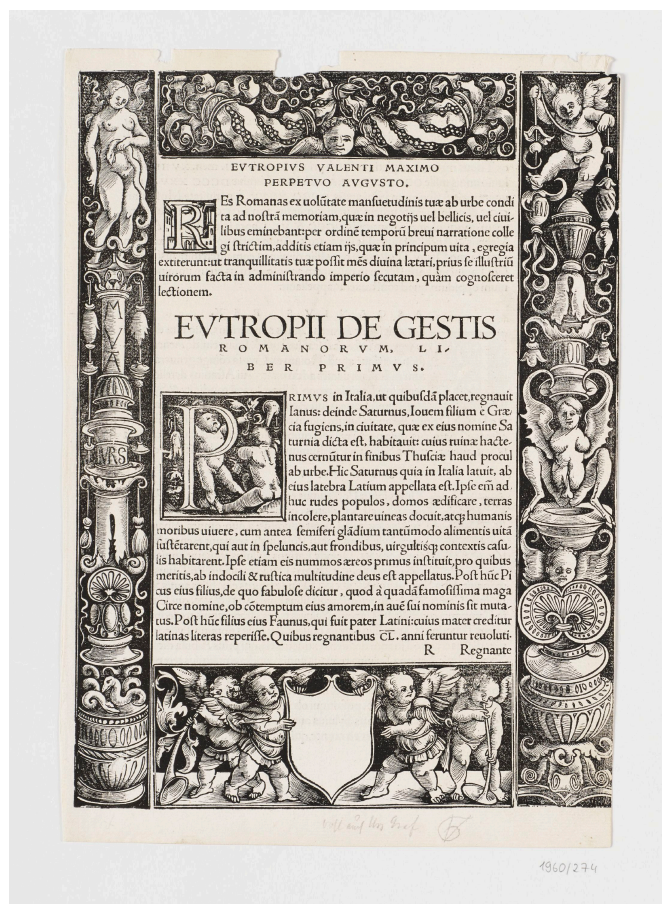 EVTROPIVS VALENTI MAXIMO
PERPETVO AVGVSTO.
REs Romanas ex uolũtate mansuetudinis tuæ ab urbe condi
ta ad nostrã memoriam, quæ in negotijs uel bellicis, uel ciui-
libus eminebant: per ordinẽ temporũ breui narratione colle
gi strictim, additis etiam ijs, quæ in principum uita, egregia
extiterunt: ut tranquillitatis tuæ possit mẽs diuina lætari, prius se illustriũ
uirorum facta in administrando imperio secutam, quàm cognosceret
lectionem.
EVTROPII DE GESTIS
ROMANORVM, LI-
BER PRIMVS.
PRIMVS in Italia, ut quibusdã placet, regnauit
Ianus: deinde Saturnus, Iouem filium è Græ
cia fugiens, in ciuitate, quæ ex eius nomine Sa
turnia dicta est, habitauit: cuius ruinæ hacte-
nus cernũtur in finibus Thusciæ haud procul
ab urbe. Hic Saturnus quia in Italia latuit, ab
eius latebra Latium appellata est. Ipse em̃ ad
huc rudes populos, domos ædificare, terras
incolere, plantare uineas docuit, atq; humanis
moribus uiuere, cum antea semiferi glãdium tantũmodo alimentis uitã
sustẽtarent, qui aut in speluncis, aut frondibus, uirgultisq; contextis casu-
lis habitarent. Ipse etiam eis nummos æreos primus instituit, pro quibus
meritis, ab indocili & rustica multitudine deus est appellatus. Post hũc Pi
cus eius filius, de quo fabulose dicitur, quod à quadã famosissima maga
Circe nomine, ob cõtemptum eius amorem, in auẽ sui nominis sit muta-
tus. Post hũc filius eius Faunus, qui fuit pater Latini: cuius mater creditur
latinas literas reperisse. Quibus regnantibus C̅L̅. anni feruntur reuoluti-
R Regnante
MVÃ
VRS
1960/274